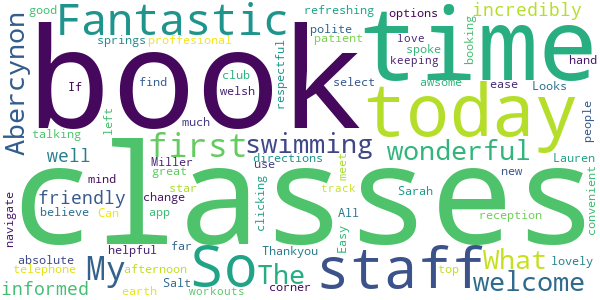 good
Fantastic
refreshing
options
incredibly
springs
proffesional
polite
patient
love
spoke
keeping
booking
hand
Abercynon
book
time
respectful
If
find
club
welsh
select
awsome
ease
Looks
people
today
talking
left
much
first
swimming
wonderful
well
Miller
directions
use
meet
Lauren
great
convenient
friendly
mind
star
change
clicking
track
Sarah
new
believe
Can
app
classes
navigate
All
reception
helpful
far
Thankyou
Easy
absolute
My
So
The
staff
What
lovely
telephone
afternoon
Salt
corner
top
welcome
informed
earth
workouts